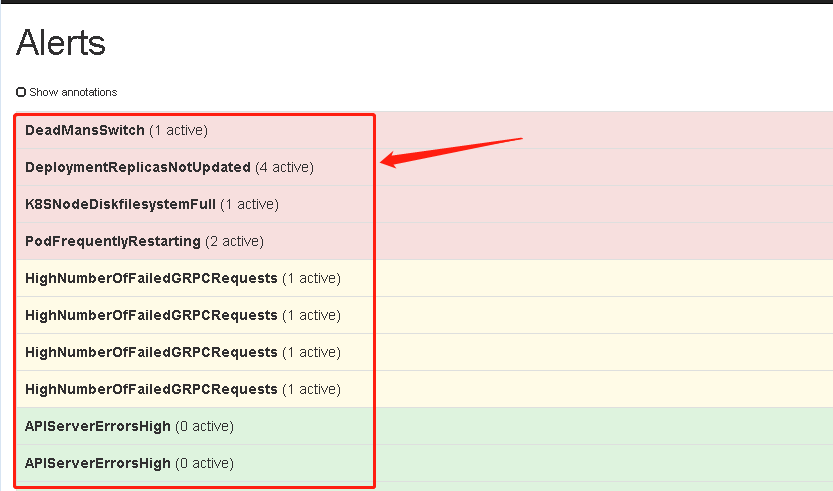 Alerts
Show annotations
DeadMansSwitch (1 active)
DeploymentReplicasNotUpdated (4 active)
K8SNodeDiskfilesystemFull (1 active)
PodFrequentlyRestarting (2 active)
HighNumberOfFailedGRPCRequests (1 active)
HighNumberOfFailedGRPCRequests (1 active)
HighNumberOfFailedGRPCRequests (1 active)
HighNumberOfFailedGRPCRequests (1 active)
APIServerErrorsHigh (0 active)
APIServerErrorsHigh (0 active)